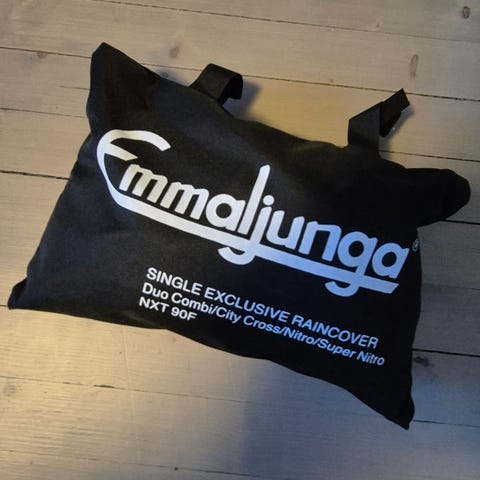 Emmaljunga®
SINGLE EXCLUSIVE RAINCOVER
Duo Combi/City Cross/Nitro/Super Nitro
NXT 90F